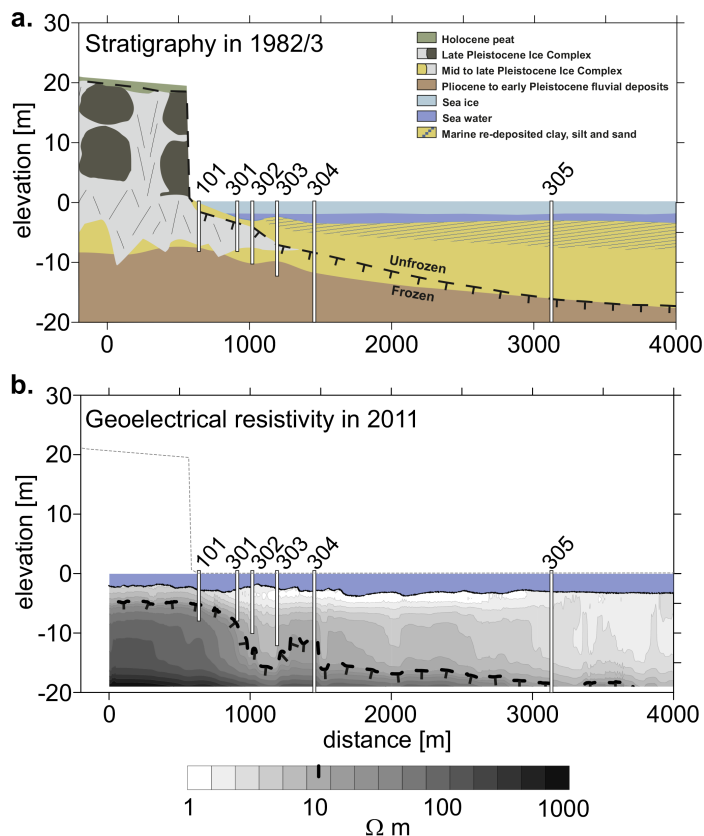 a.
Stratigraphy in 1982/3
Holocene peat
Late Pleistocene Ice Complex
Mid to late Pleistocene Ice Complex
Pliocene to early Pleistocene fluvial deposits
Sea ice
Sea water
Marine re-deposited clay, silt and sand
elevation [m]
30
20
10
0
-10
-20
101
301
302
303
304
305
Unfrozen
Frozen
0
1000
2000
3000
4000
b.
Geoelectrical resistivity in 2011
elevation [m]
30
20
10
0
-10
-20
101
301
302
303
304
305
0
1000
2000
3000
4000
distance [m]
1
10
100
1000
Ω m